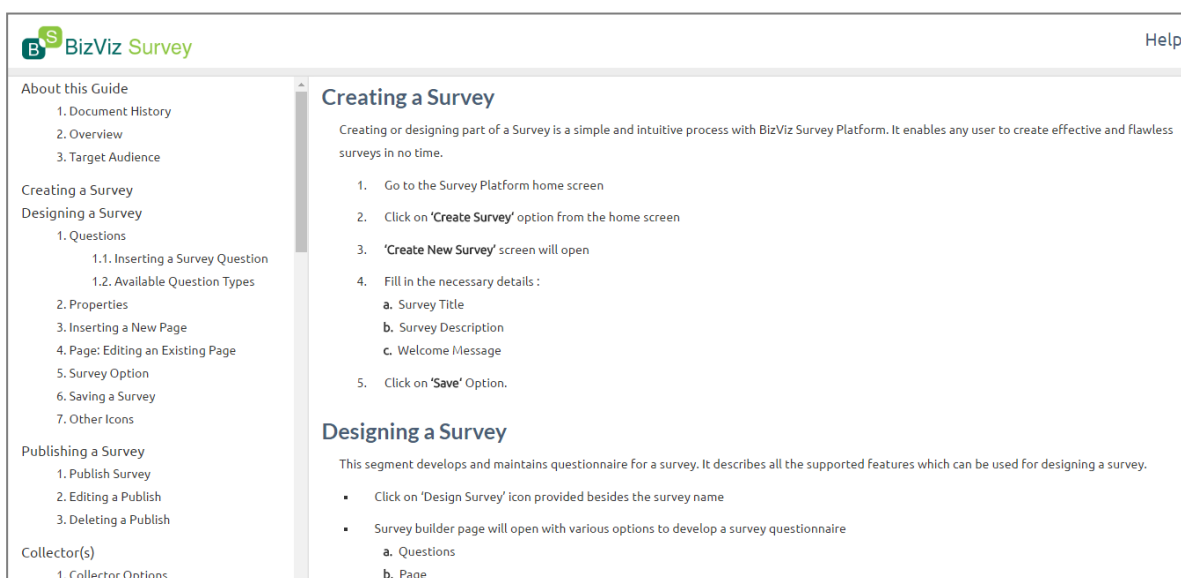 BS BizViz Survey
Help
About this Guide
1. Document History
2. Overview
3. Target Audience
Creating a Survey
Designing a Survey
1. Questions
1.1. Inserting a Survey Question
1.2. Available Question Types
2. Properties
3. Inserting a New Page
4. Page: Editing an Existing Page
5. Survey Option
6. Saving a Survey
7. Other Icons
Publishing a Survey
1. Publish Survey
2. Editing a Publish
3. Deleting a Publish
Collector(s)
1. Collector Options
Creating a Survey
Creating or designing part of a Survey is a simple and intuitive process with BizViz Survey Platform. It enables any user to create effective and flawless
surveys in no time.
1. Go to the Survey Platform home screen
2. Click on ‘Create Survey’ option from the home screen
3. ‘Create New Survey’ screen will open
4. Fill in the necessary details :
a. Survey Title
b. Survey Description
c. Welcome Message
5. Click on ‘Save’ Option.
Designing a Survey
This segment develops and maintains questionnaire for a survey. It describes all the supported features which can be used for designing a survey.
▪ Click on ‘Design Survey’ icon provided besides the survey name
▪ Survey builder page will open with various options to develop a survey questionnaire
a. Questions
b. Page